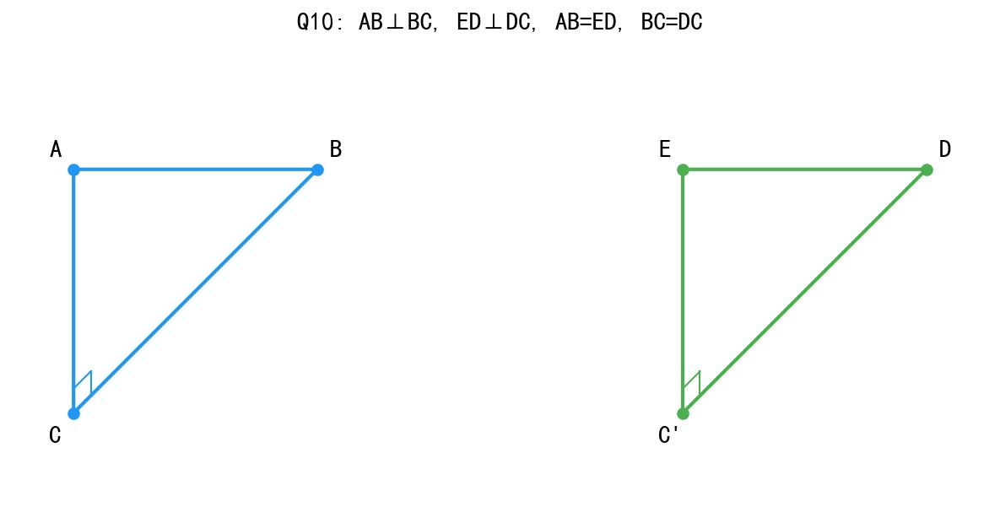 Q10: AB⊥BC, ED⊥DC, AB=ED, BC=DC
A
B
E
D
C
C'